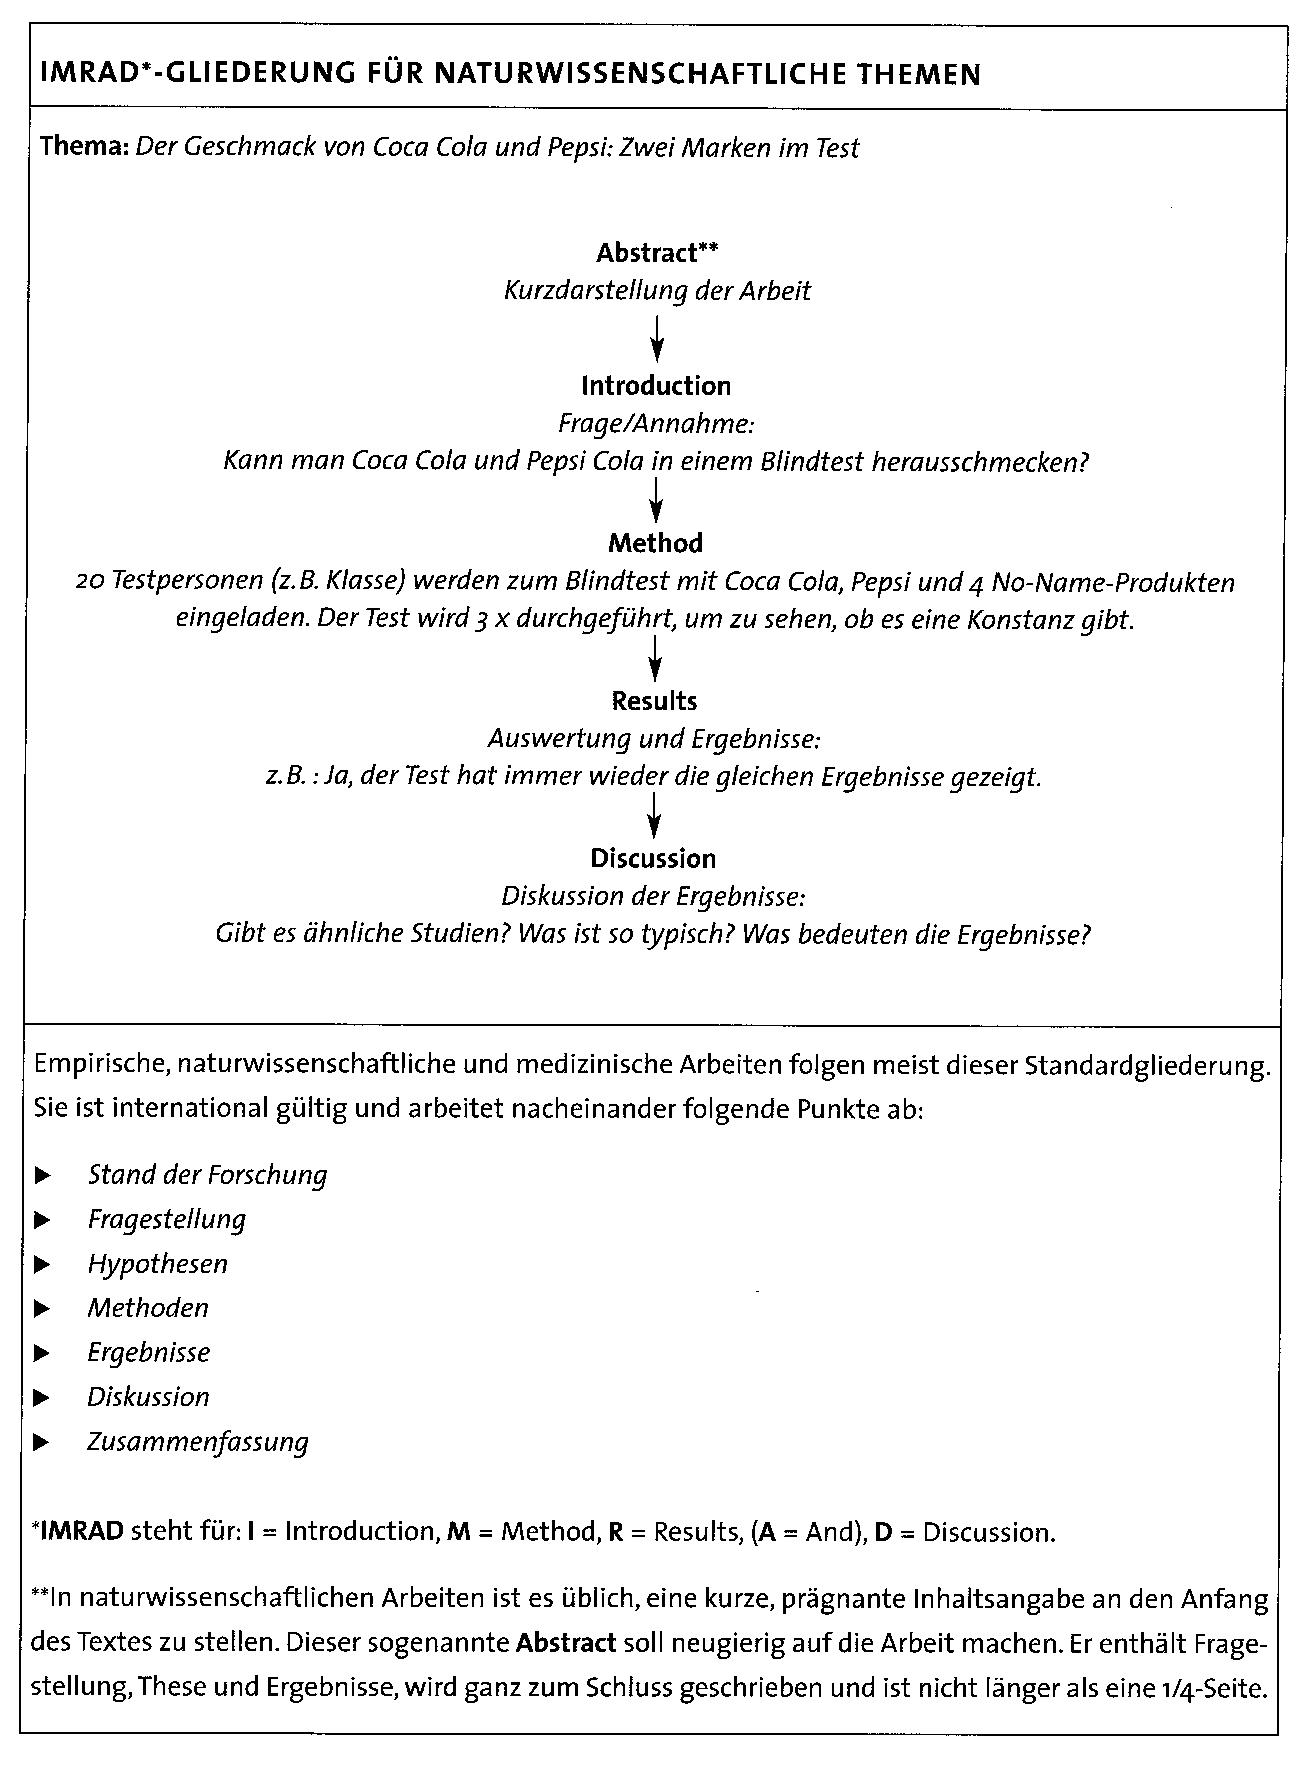 IMRAD*-GLIEDERUNG FÜR NATURWISSENSCHAFTLICHE THEMEN
Thema: Der Geschmack von Coca Cola und Pepsi: Zwei Marken im Test
Abstract**
Kurzdarstellung der Arbeit
Introduction
Frage/Annahme:
Kann man Coca Cola und Pepsi Cola in einem Blindtest herausschmecken?
Method
20 Testpersonen (z. B. Klasse) werden zum Blindtest mit Coca Cola, Pepsi und 4 No-Name-Produkten
eingeladen. Der Test wird 3 x durchgeführt, um zu sehen, ob es eine Konstanz gibt.
Results
Auswertung und Ergebnisse:
z. B. : Ja, der Test hat immer wieder die gleichen Ergebnisse gezeigt.
Discussion
Diskussion der Ergebnisse:
Gibt es ähnliche Studien? Was ist so typisch? Was bedeuten die Ergebnisse?
Empirische, naturwissenschaftliche und medizinische Arbeiten folgen meist dieser Standardgliederung.
Sie ist international gültig und arbeitet nacheinander folgende Punkte ab:
► Stand der Forschung
► Fragestellung
► Hypothesen
► Methoden
► Ergebnisse
► Diskussion
► Zusammenfassung
*IMRAD steht für: I = Introduction, M = Method, R = Results, (A = And), D = Discussion.
**In naturwissenschaftlichen Arbeiten ist es üblich, eine kurze, prägnante Inhaltsangabe an den Anfang
des Textes zu stellen. Dieser sogenannte Abstract soll neugierig auf die Arbeit machen. Er enthält Frage-
stellung, These und Ergebnisse, wird ganz zum Schluss geschrieben und ist nicht länger als eine 1/4-Seite.